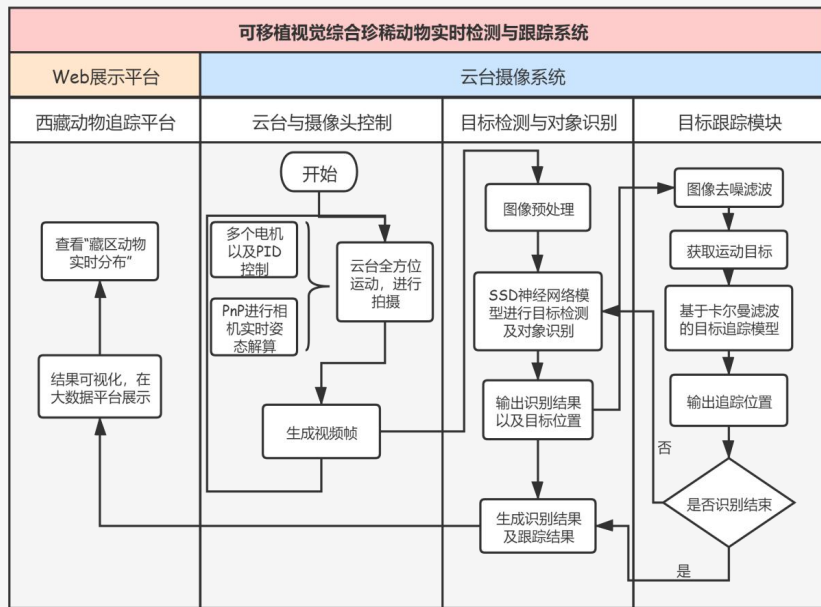 可移植视觉综合珍稀动物实时检测与跟踪系统
Web展示平台
云台摄像系统
西藏动物追踪平台
云台与摄像头控制
目标检测与对象识别
目标跟踪模块
查看“藏区动物
实时分布”
结果可视化，在
大数据平台展示
开始
多个电机
以及PID
控制
PnP进行相
机实时姿
态解算
云台全方位
运动，进行
拍摄
生成视频帧
图像预处理
SSD神经网络模
型进行目标检测
及对象识别
输出识别结果
以及目标位置
生成识别结果
及跟踪结果
图像去噪滤波
获取运动目标
基于卡尔曼滤波
的目标追踪模型
输出追踪位置
否
是否识别结束
是